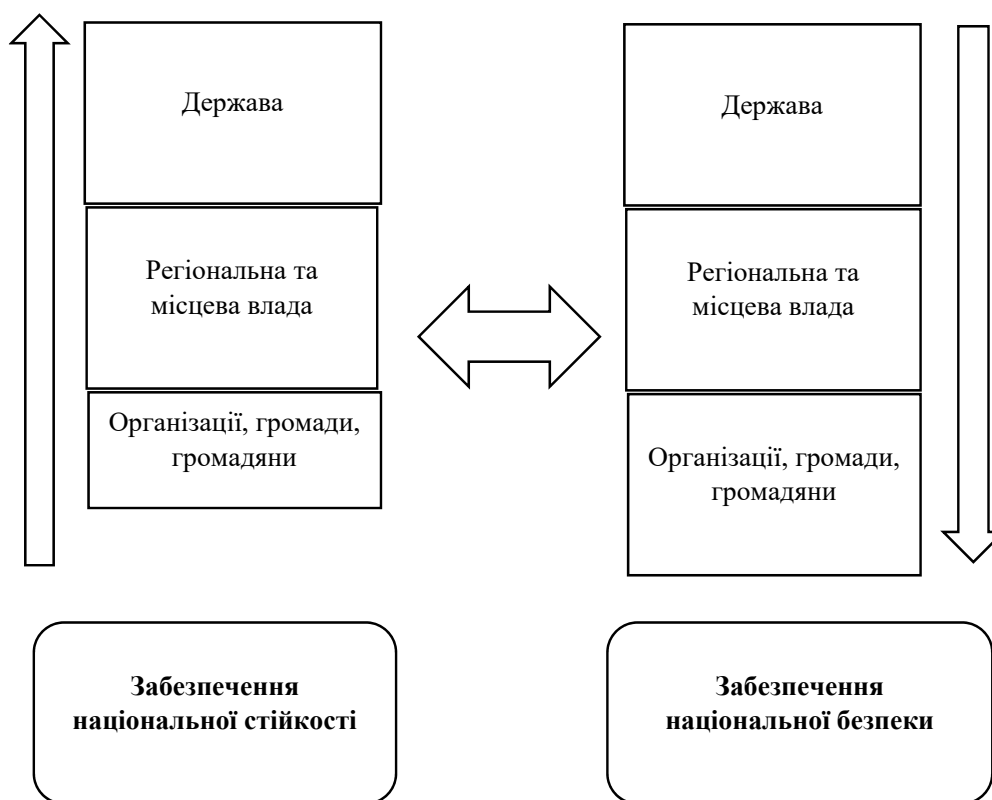 Держава
Регіональна та
місцева влада
Організації, громади,
громадяни
Забезпечення
національної стійкості
Держава
Регіональна та
місцева влада
Організації, громади,
громадяни
Забезпечення
національної безпеки